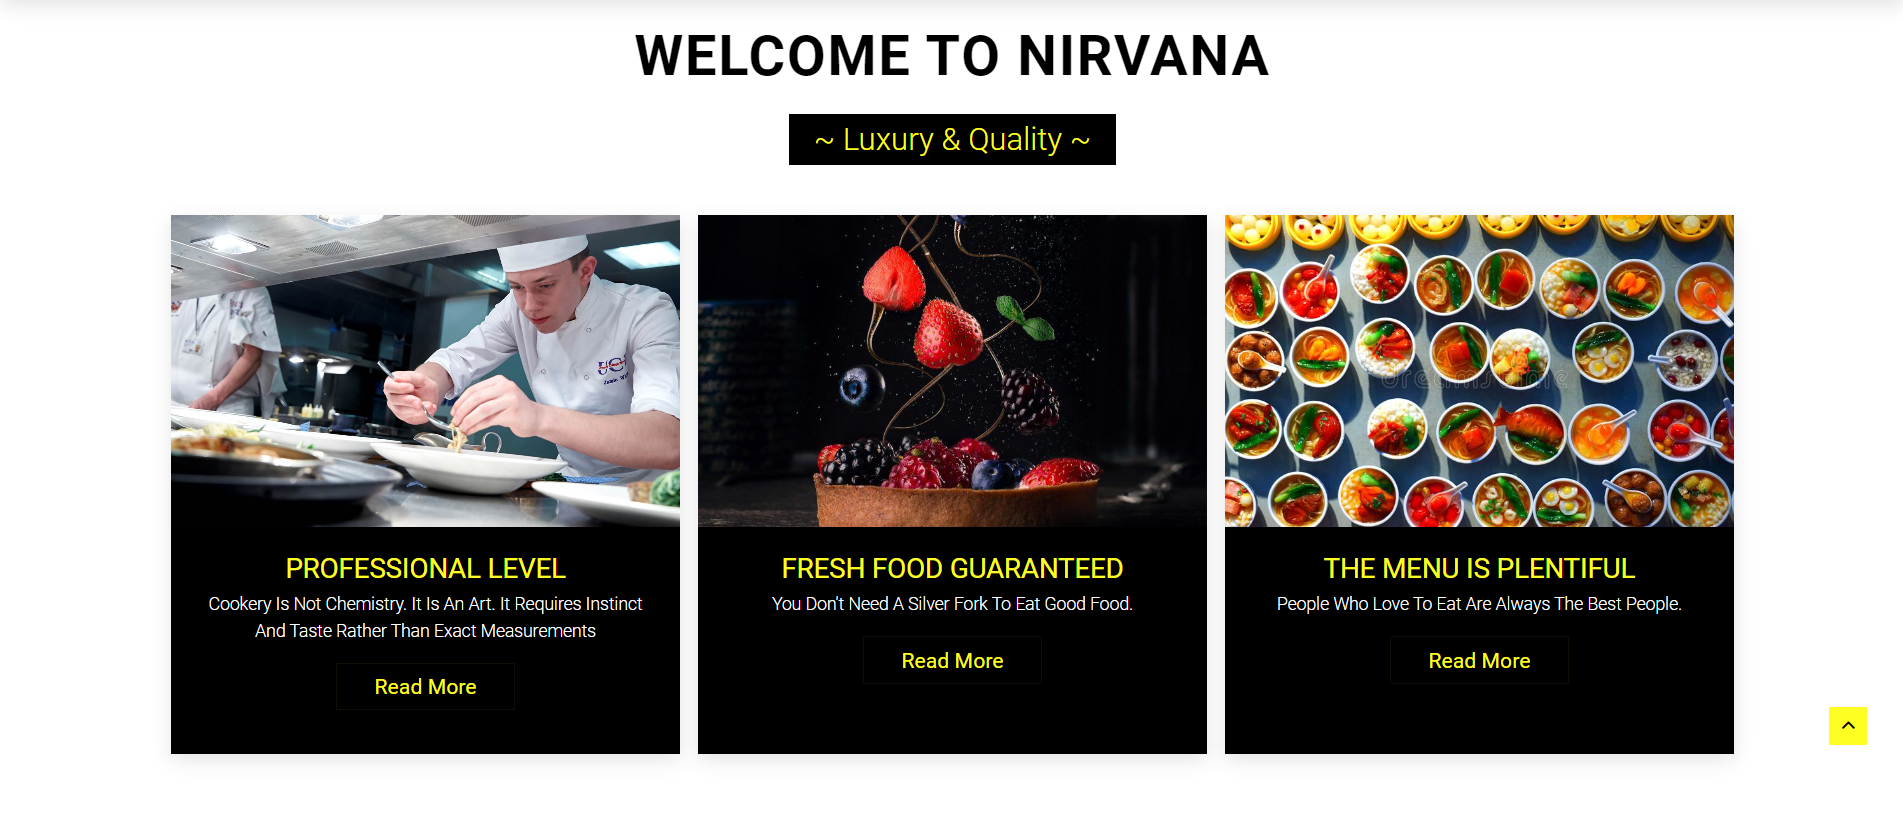 WELCOME TO NIRVANA
~ Luxury & Quality ~
PROFESSIONAL LEVEL
Cookery Is Not Chemistry. It Is An Art. It Requires Instinct
And Taste Rather Than Exact Measurements
Read More
dreamstime
FRESH FOOD GUARANTEED
You Don't Need A Silver Fork To Eat Good Food.
Read More
THE MENU IS PLENTIFUL
People Who Love To Eat Are Always The Best People.
Read More